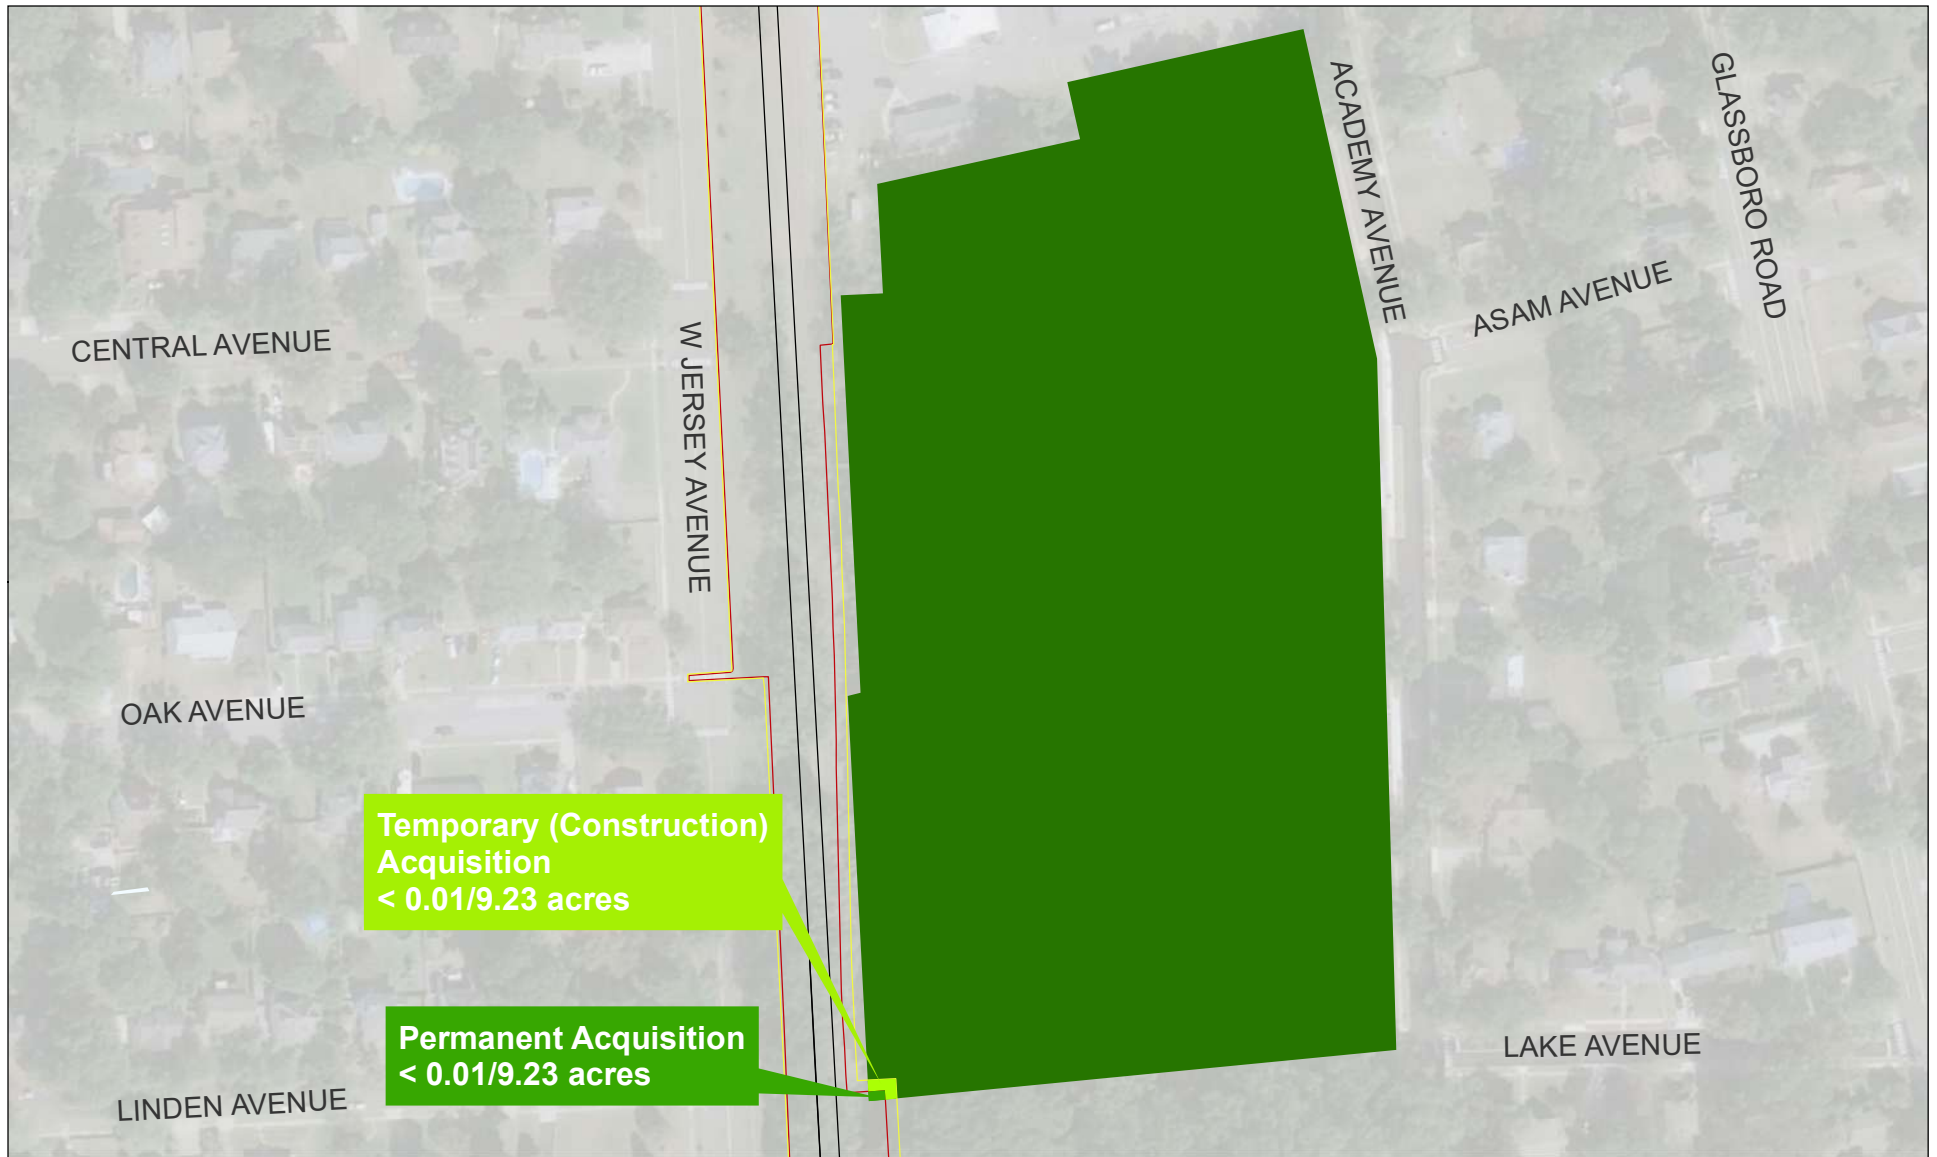 GLASSBORO ROAD
ACADEMY AVENUE
ASAM AVENUE
CENTRAL AVENUE
W JERSEY AVENUE
OAK AVENUE
Temporary (Construction)
Acquisition
< 0.01/9.23 acres
Permanent Acquisition
< 0.01/9.23 acres
LAKE AVENUE
LINDEN AVENUE